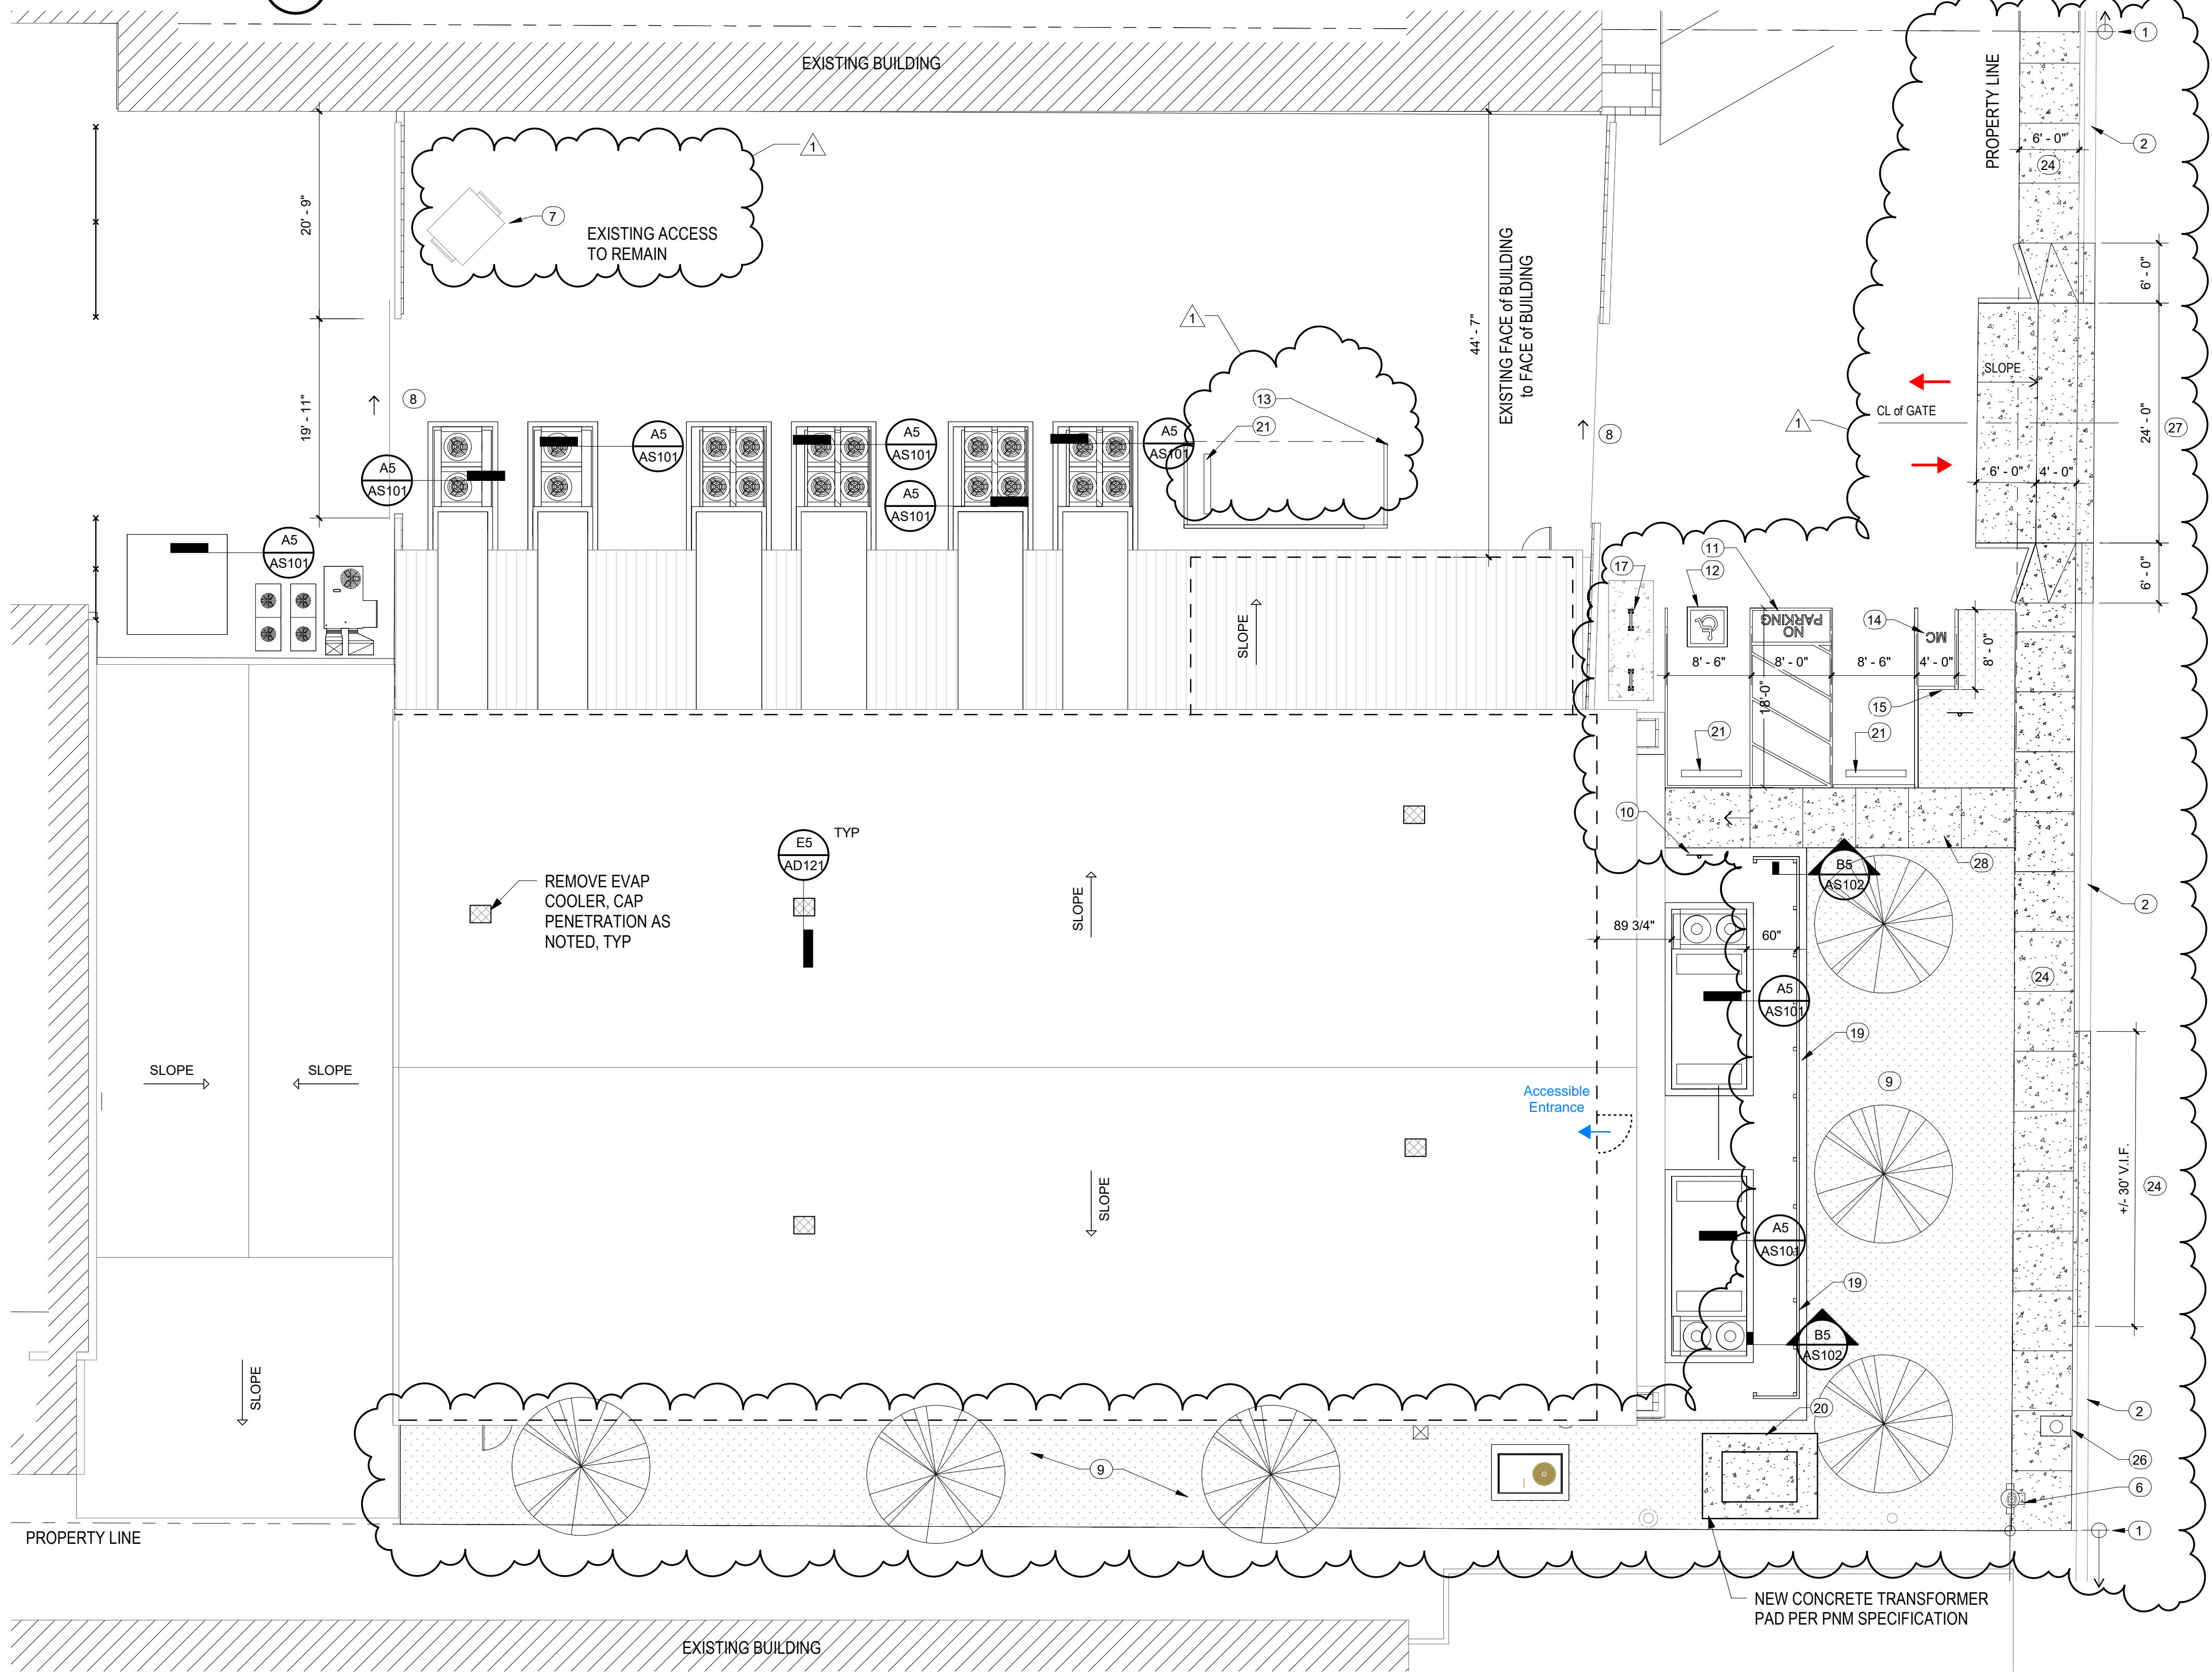 EXISTING BUILDING
1
PROPERTY LINE
2
6' - 0"
24
1
7
EXISTING ACCESS
TO REMAIN
20' - 9"
EXISTING FACE of BUILDING
to FACE of BUILDING
44' - 7"
6' - 0"
1
SLOPE
13
21
CL of GATE
1
24' - 0"
27
19' - 11"
8
8
6' - 0"
4' - 0"
A5
AS101
A5
AS101
A5
AS101
A5
AS101
A5
AS101
A5
AS101
6' - 0"
17
11
12
NO
PARKING
14
MC
8' - 0"
8' - 6"
8' - 0"
8' - 6"
4' - 0"
18'-0"
15
SLOPE
21
21
10
28
E5
AD121
TYP
REMOVE EVAP
COOLER, CAP
PENETRATION AS
NOTED, TYP
SLOPE
B5
AS102
2
89 3/4"
60"
24
A5
AS101
19
9
SLOPE
SLOPE
Accessible
Entrance
+/- 30' V.I.F.
24
SLOPE
A5
AS101
19
B5
AS102
SLOPE
20
2
26
9
6
1
PROPERTY LINE
NEW CONCRETE TRANSFORMER
PAD PER PNM SPECIFICATION
EXISTING BUILDING